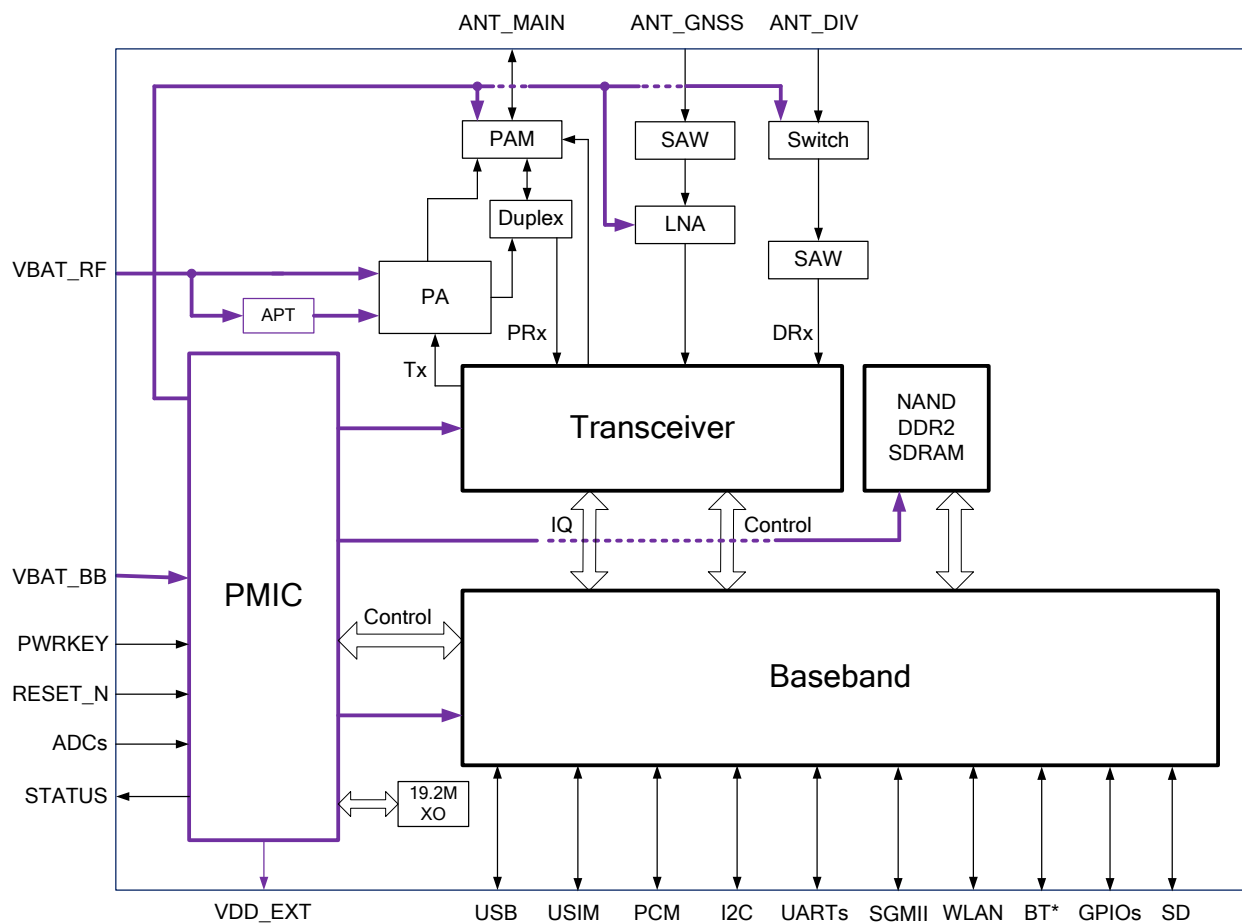 ANT_MAIN
ANT_GNSS
ANT_DIV
PAM
SAW
Switch
Duplex
LNA
VBAT_RF
PA
SAW
APT
PRx
DRx
Tx
Transceiver
NAND
DDR2
SDRAM
IQ
Control
VBAT_BB
PMIC
Control
PWRKEY
Baseband
RESET_N
ADCs
STATUS
19.2M
XO
VDD_EXT
USB
USIM
PCM
I2C
UARTs
SGMII
WLAN
BT*
GPIOs
SD